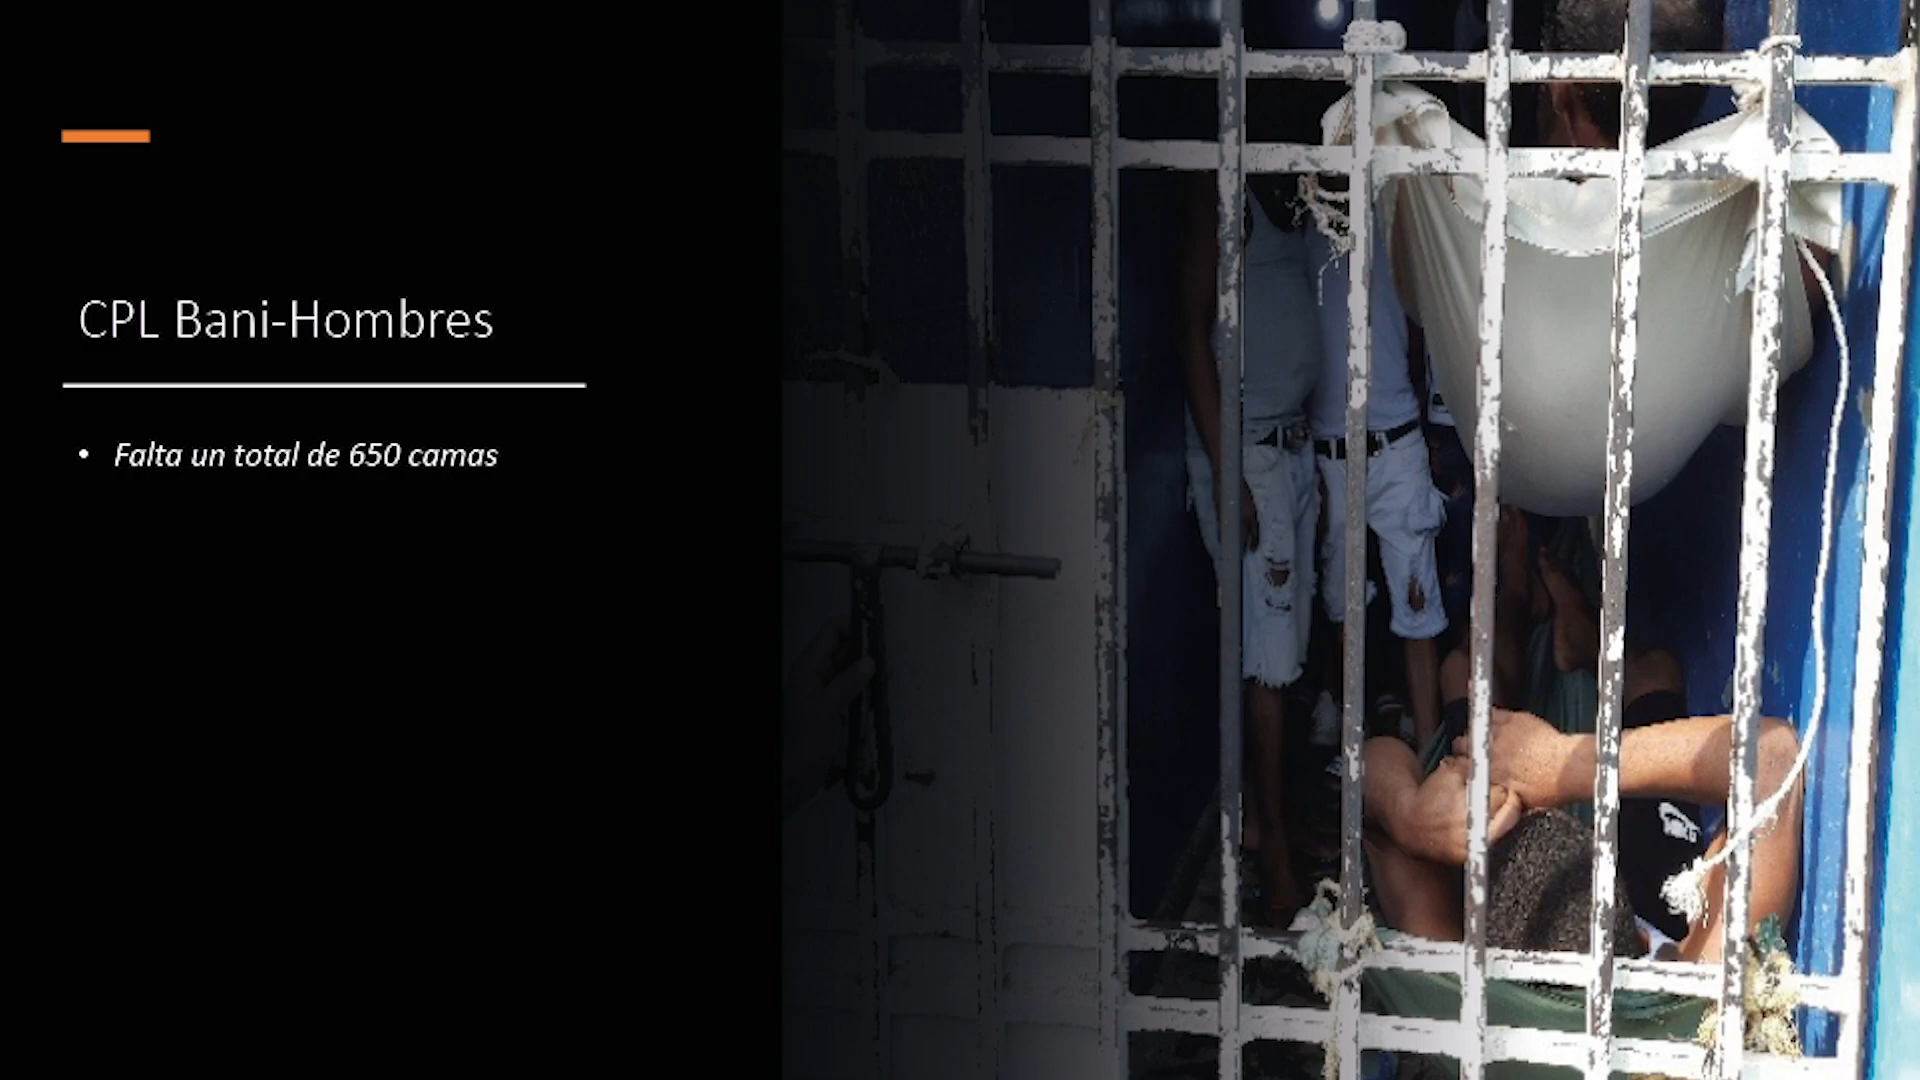 CPL Bani-Hombres
• Falta un total de 650 camas